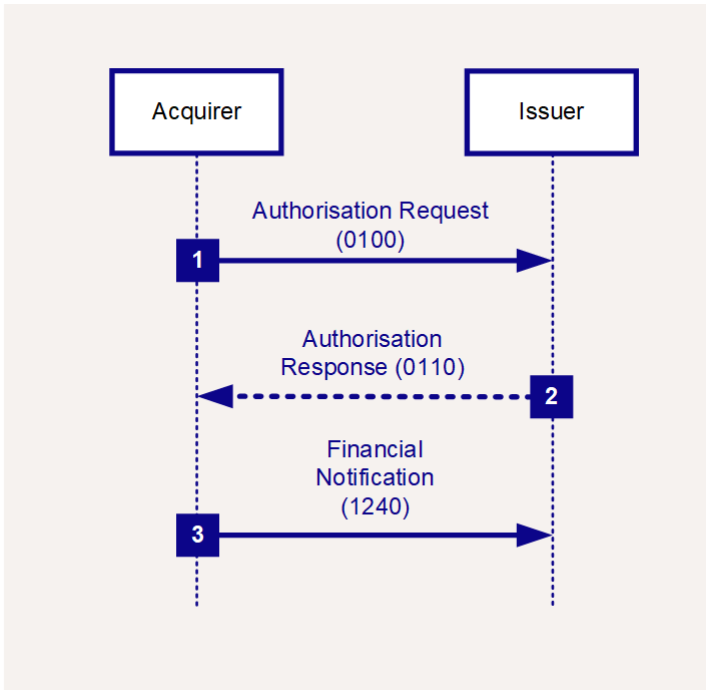 Acquirer
Issuer
Authorisation Request
(0100)
1
Authorisation
Response (0110)
2
Financial
Notification
(1240)
3